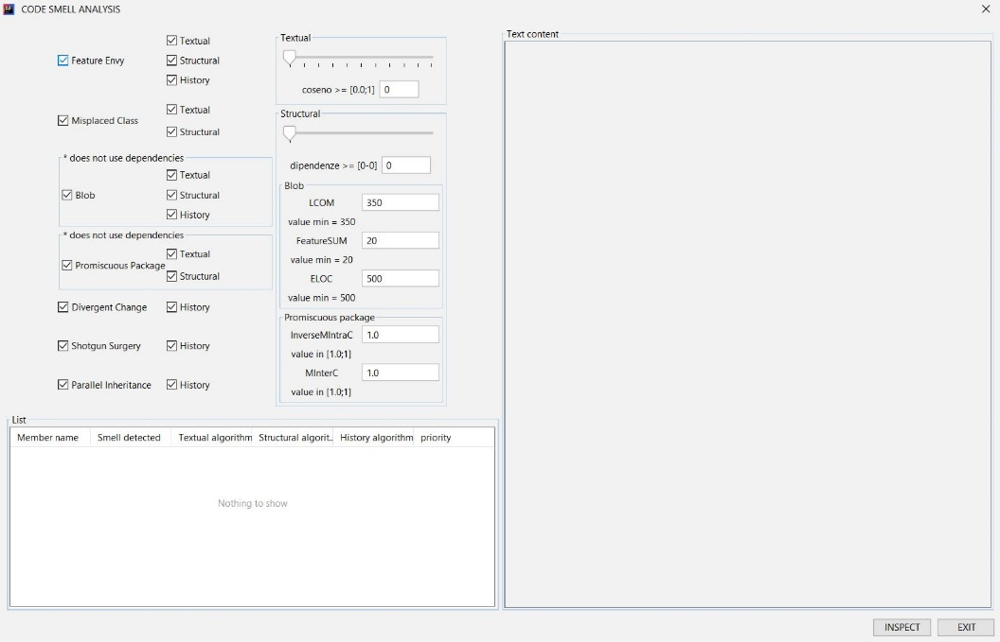 CODE SMELL ANALYSIS
Feature Envy
Textual
Structural
History
Misplaced Class
Textual
Structural
* does not use dependencies
Blob
Textual
Structural
History
* does not use dependencies
Promiscuous Package
Textual
Structural
Divergent Change
History
Shotgun Surgery
History
Parallel Inheritance
History
Textual
coseno >= [0.0;1] 0
Structural
dipendenze >= [0-0] 0
Blob
LCOM 350
value min = 350
FeatureSUM 20
value min = 20
ELOC 500
value min = 500
Promiscuous package
InverseMIntraC 1.0
value in [1.0;1]
MInterC 1.0
value in [1.0;1]
List
Member name Smell detected Textual algorithm Structural algorit... History algorithm priority
Nothing to show
Text content
INSPECT EXIT